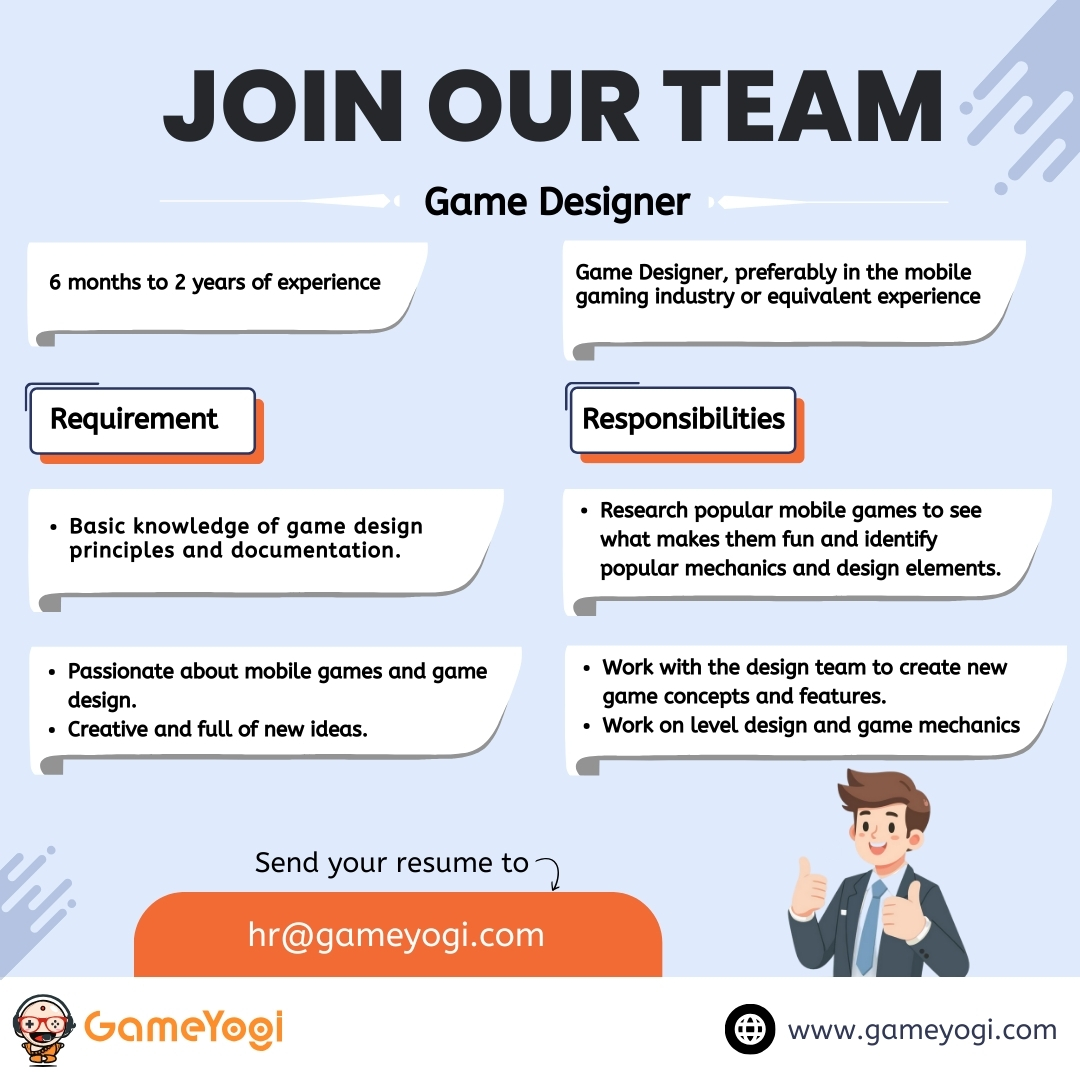 JOIN OUR TEAM
Game Designer
6 months to 2 years of experience
Game Designer, preferably in the mobile
gaming industry or equivalent experience
Requirement
• Basic knowledge of game design
principles and documentation.
• Passionate about mobile games and game
design.
• Creative and full of new ideas.
Responsibilities
• Research popular mobile games to see
what makes them fun and identify
popular mechanics and design elements.
• Work with the design team to create new
game concepts and features.
• Work on level design and game mechanics
Send your resume to
hr@gameyogi.com
GameYogi
www.gameyogi.com